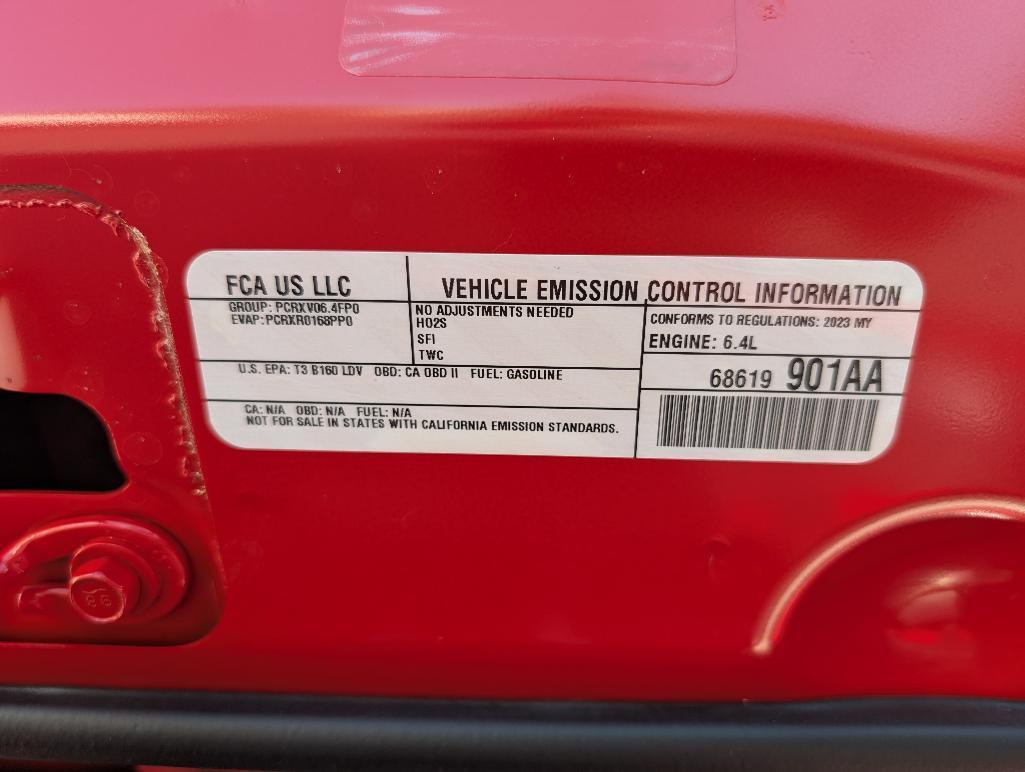 FCA US LLC
VEHICLE EMISSION CONTROL INFORMATION
GROUP: PCRXV06.4FP0
EVAP:PCRXR0168PP0
NO ADJUSTMENTS NEEDED
HO2S
SFI
TWC
CONFORMS TO REGULATIONS: 2023 MY
ENGINE: 6.4L
U.S. EPA: T3 B160 LDV OBD: CA OBD II FUEL: GASOLINE
68619 901AA
CA: N/A OBD: N/A FUEL: N/A
NOT FOR SALE IN STATES WITH CALIFORNIA EMISSION STANDARDS.